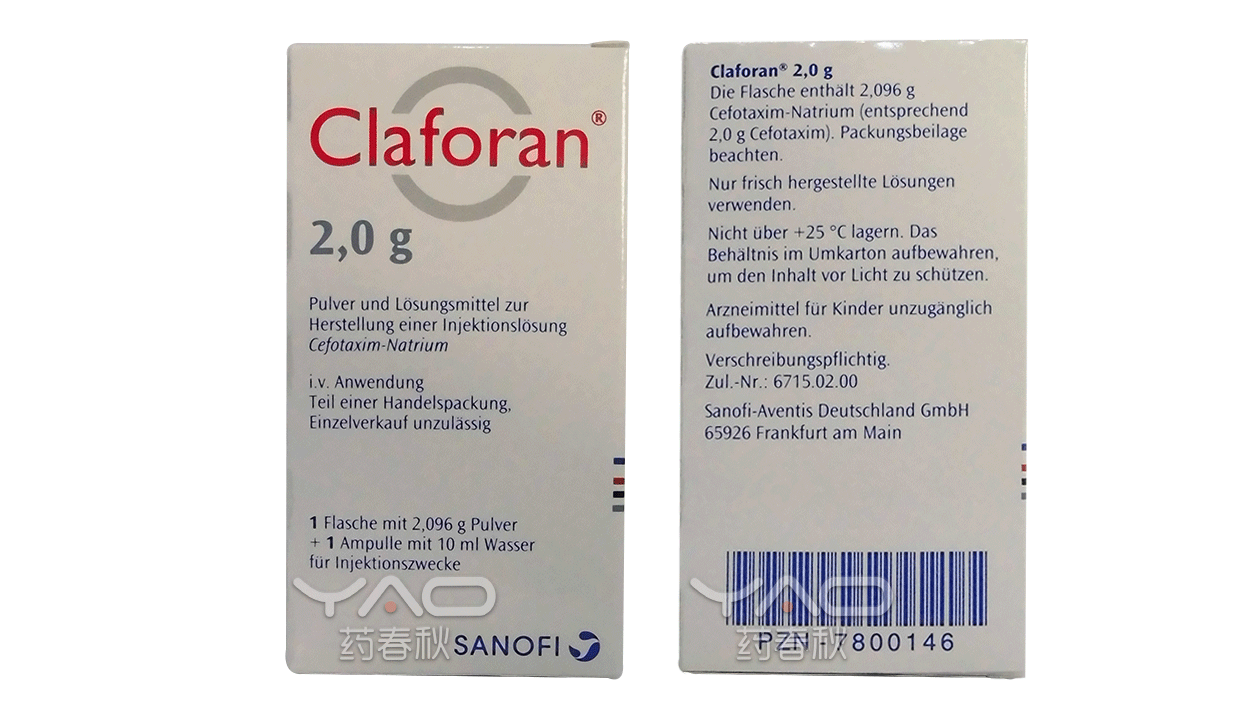 Claforan®
2,0 g
Pulver und Lösungsmittel zur
Herstellung einer Injektionslösung
Cefotaxim-Natrium
i.v. Anwendung
Teil einer Handelspackung,
Einzelverkauf unzulässig
1 Flasche mit 2,096 g Pulver
+ 1 Ampulle mit 10 ml Wasser
für Injektionszwecke
YAO
药春秋
SANOFI
Claforan® 2,0 g
Die Flasche enthält 2,096 g
Cefotaxim-Natrium (entsprechend
2,0 g Cefotaxim). Packungsbeilage
beachten.
Nur frisch hergestellte Lösungen
verwenden.
Nicht über +25 °C lagern. Das
Behältnis im Umkarton aufbewahren,
um den Inhalt vor Licht zu schützen.
Arzneimittel für Kinder unzugänglich
aufbewahren.
Verschreibungspflichtig.
Zul.-Nr.: 6715.02.00
Sanofi-Aventis Deutschland GmbH
65926 Frankfurt am Main
YAO
药春秋
PZN -7800146